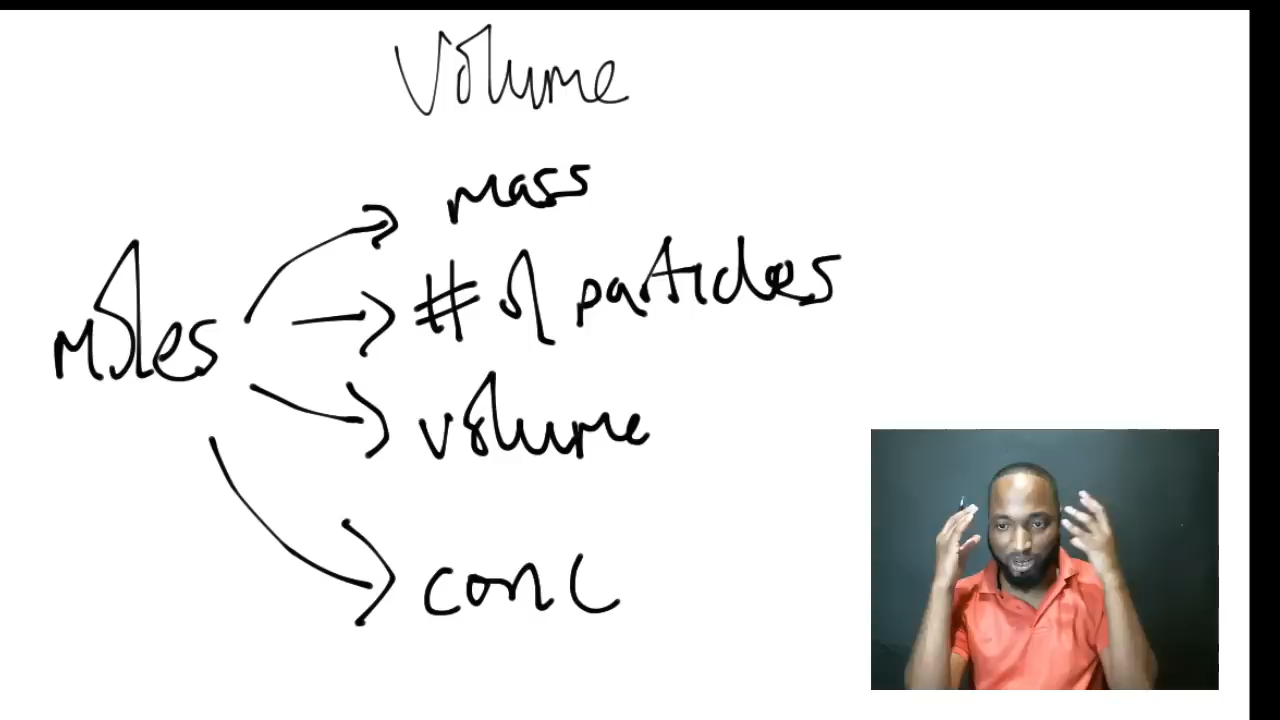 Volume
mass
moles
# of particles
volume
conc